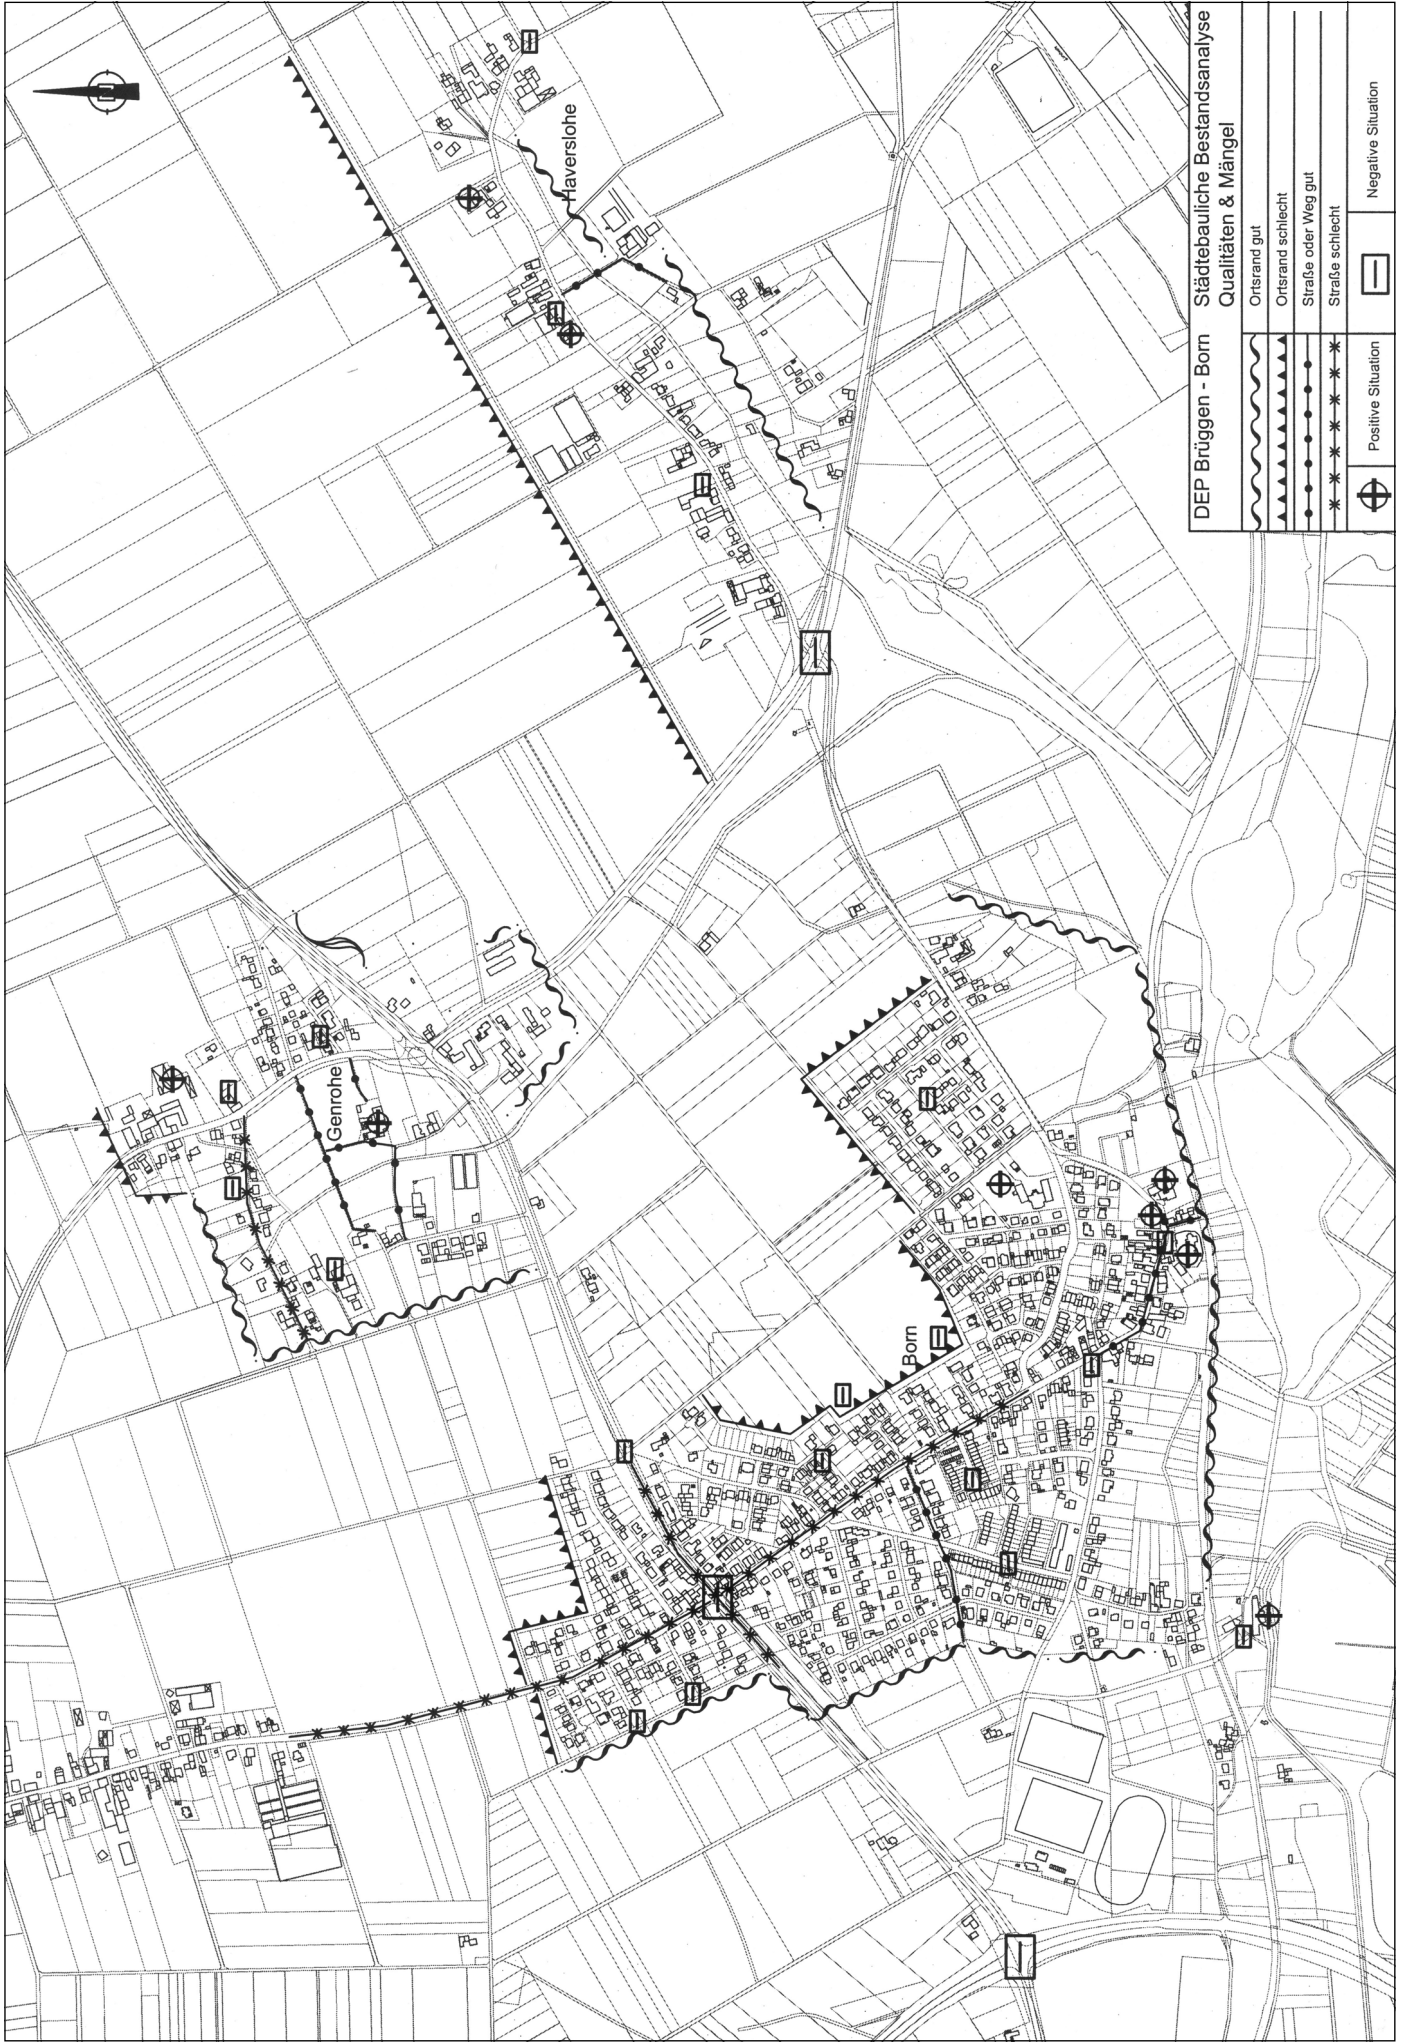 Haverslohe
Genrohe
Born
DEP Brüggen - Born
Städtebauliche Bestandsanalyse
Qualitäten & Mängel
Ortsrand gut
Ortsrand schlecht
Straße oder Weg gut
Straße schlecht
Positive Situation
Negative Situation